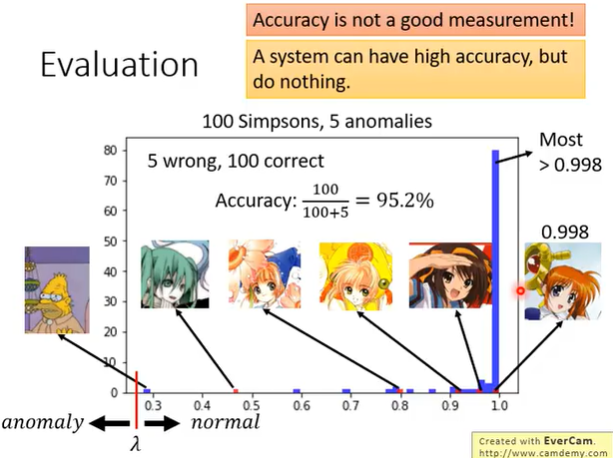 Accuracy is not a good measurement!
Evaluation
A system can have high accuracy, but
do nothing.
100 Simpsons, 5 anomalies
80
70
60
50
40
30
20
10
0
5 wrong, 100 correct
Accuracy: 100/(100+5) = 95.2%
Most
> 0.998
0.998
0.3 0.4 0.5 0.6 0.7 0.8 0.9 1.0
anomaly normal
λ
Created with EverCam.
http://www.camdemy.com